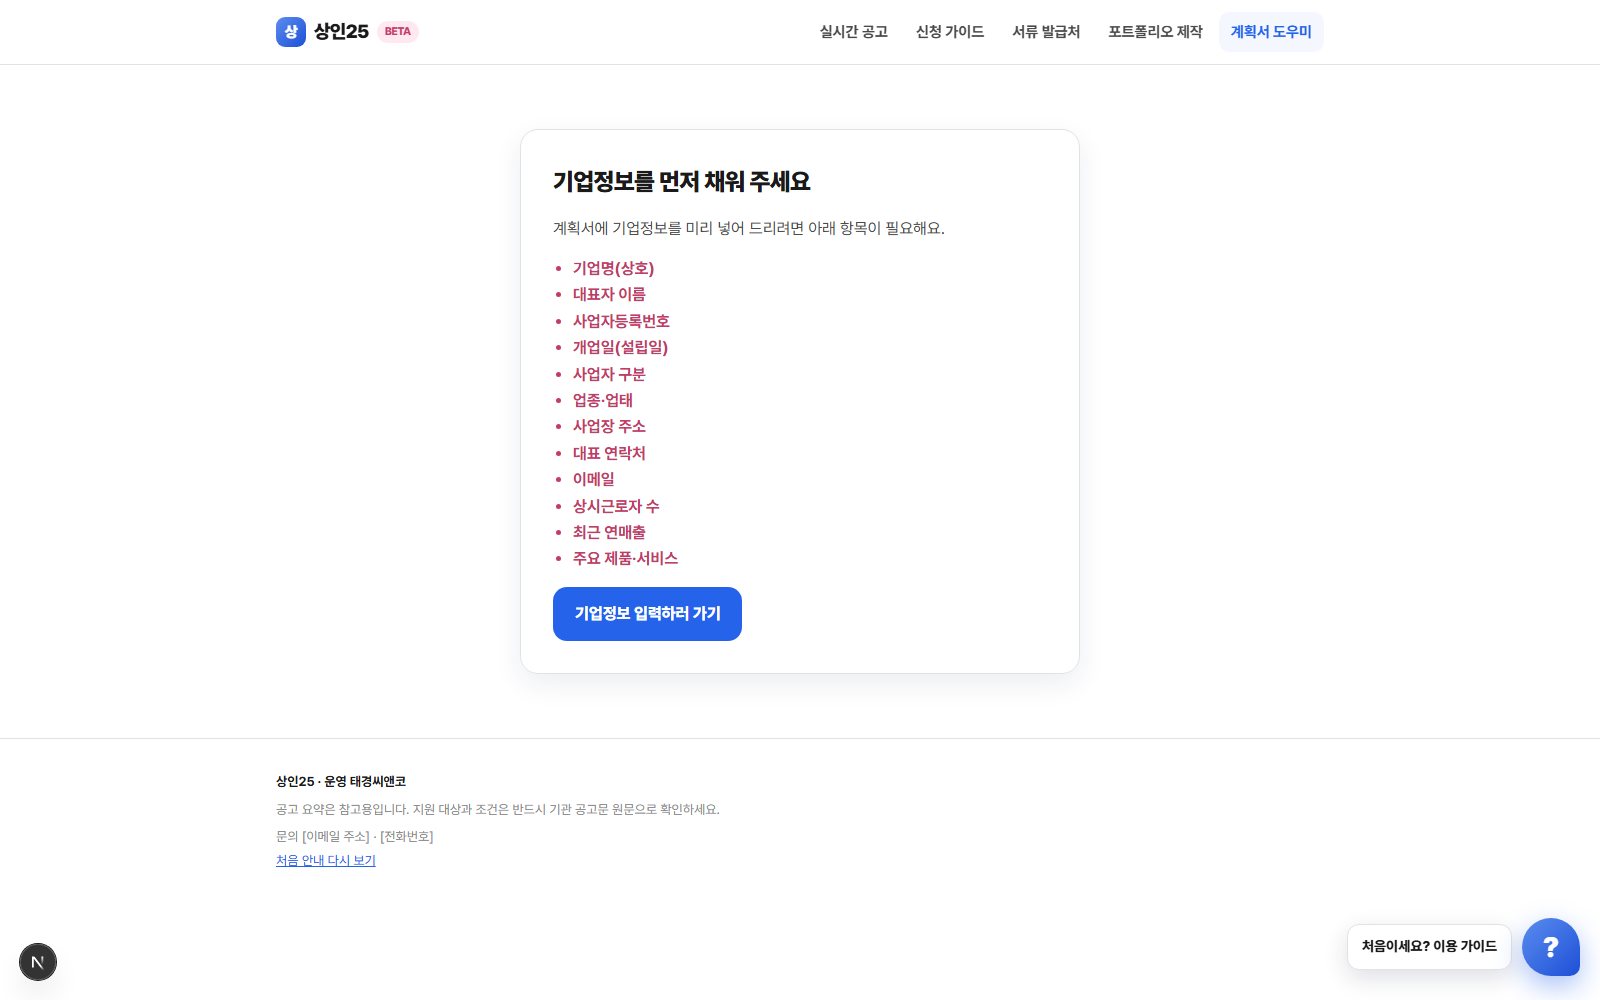 상 상인25 BETA 실시간 공고 신청 가이드 서류 발급처 포트폴리오 제작 계획서 도우미
기업정보를 먼저 채워 주세요
계획서에 기업정보를 미리 넣어 드리려면 아래 항목이 필요해요.
• 기업명(상호)
• 대표자 이름
• 사업자등록번호
• 개업일(설립일)
• 사업자 구분
• 업종·업태
• 사업장 주소
• 대표 연락처
• 이메일
• 상시근로자 수
• 최근 연매출
• 주요 제품·서비스
기업정보 입력하러 가기
상인25 · 운영 태경씨앤코
공고 요약은 참고용입니다. 지원 대상과 조건은 반드시 기관 공고문 원문으로 확인하세요.
문의 [이메일 주소] · [전화번호]
처음 안내 다시 보기
처음이세요? 이용 가이드 ?
N